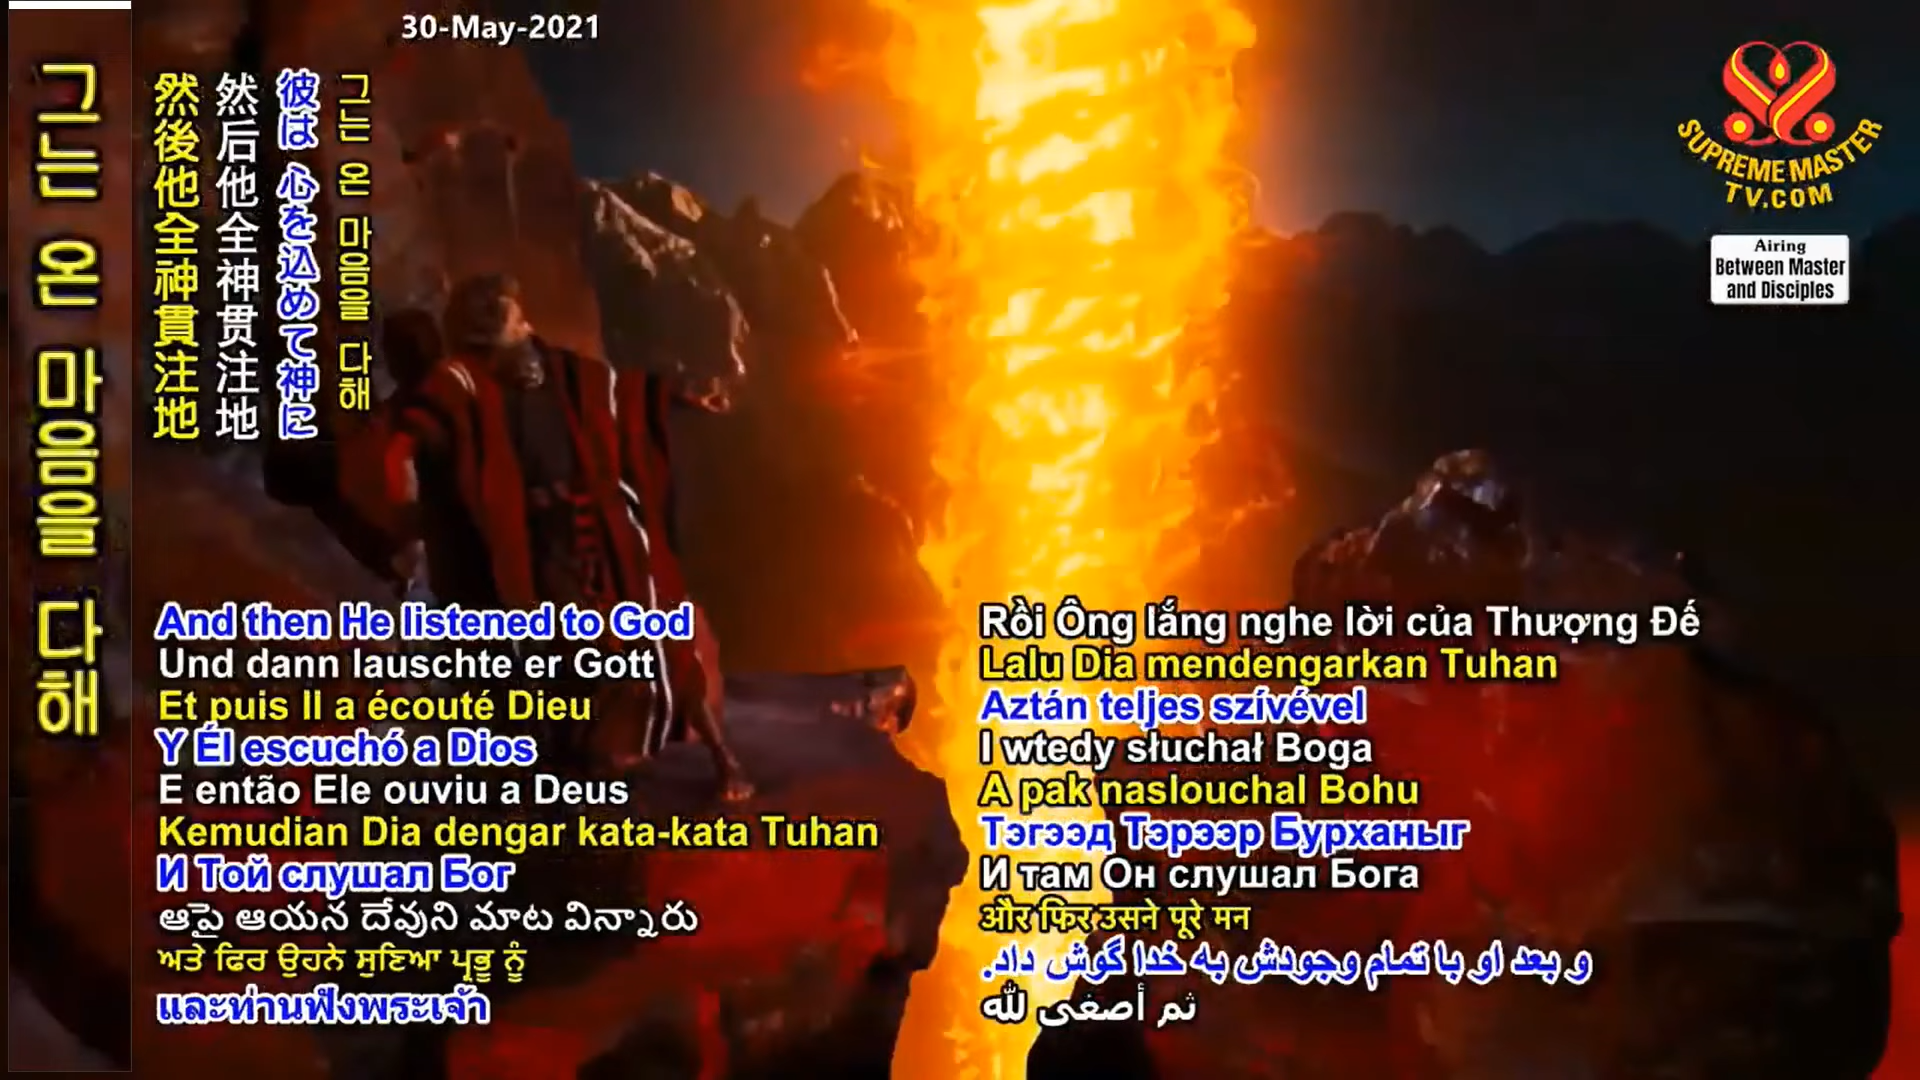 30-May-2021
그는 온 마음을 다해
然後他全神貫注地
然后他全神贯注地
彼は 心を込めて神に
그는 온 마음을 다해
SUPREME MASTER
TV.COM
Airing
Between Master
and Disciples
And then He listened to God
Und dann lauschte er Gott
Et puis Il a écouté Dieu
Y Él escuchó a Dios
E então Ele ouviu a Deus
Kemudian Dia dengar kata-kata Tuhan
И Той слушал Бог
ఆపై ఆయన దేవుని మాట విన్నారు
ਅਤੇ ਫਿਰ ਉਹਨੇ ਸੁਣਿਆ ਪ੍ਰਭੂ ਨੂੰ
และท่านฟังพระเจ้า
Rồi Ông lắng nghe lời của Thượng Đế
Lalu Dia mendengarkan Tuhan
Aztán teljes szívével
I wtedy słuchał Boga
A pak naslouchal Bohu
Тэгээд Тэрээр Бурханыг
И там Он слушал Бога
और फिर उसने पूरे मन
و بعد او با تمام وجودش به خدا گوش داد.
ثم أصغى لله